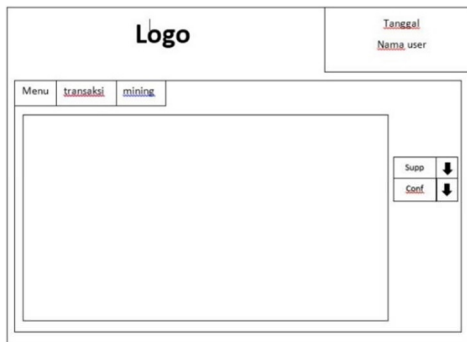 Logo
Tanggal
Nama user
Menu transaksi mining
Supp
Conf